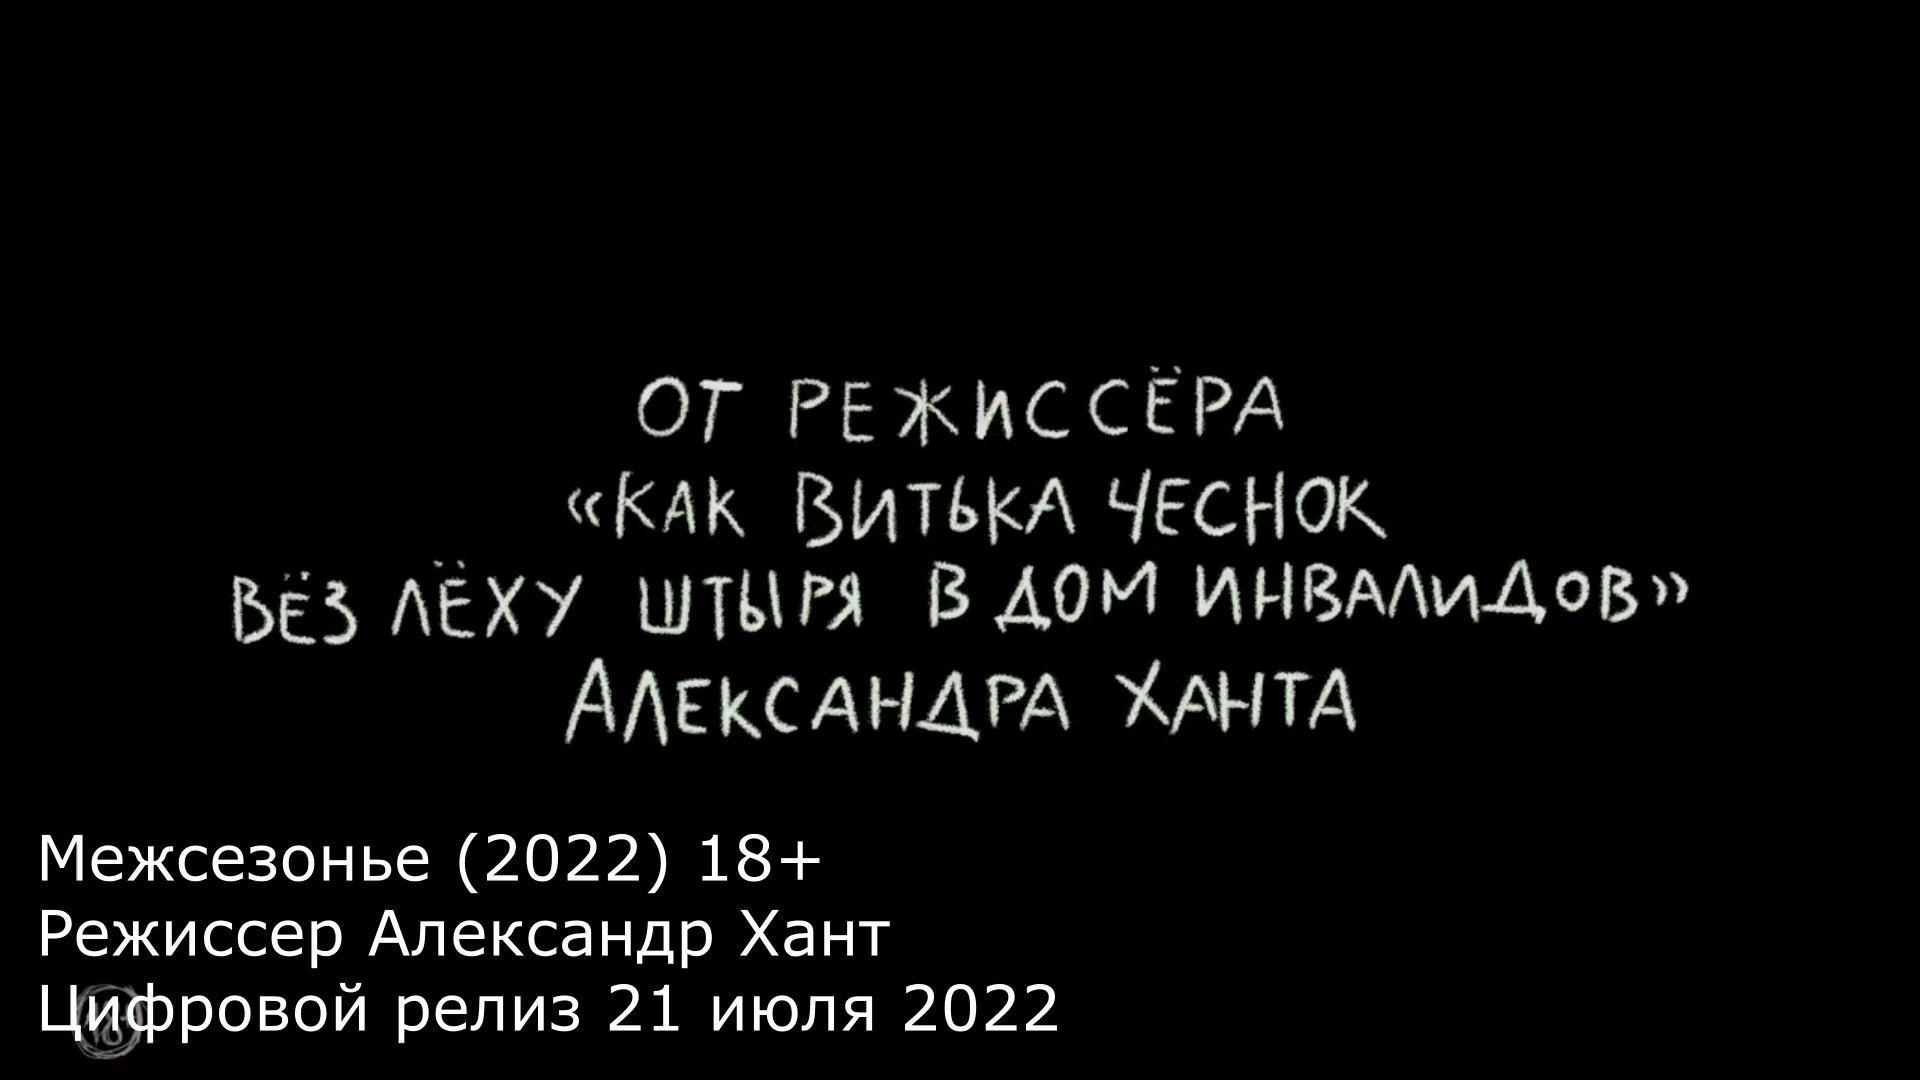 ОТ РЕЖИССЁРА
«КАК ВИТЬКА ЧЕСНОК
ВЁЗ ЛЁХУ ШТЫРЯ В ДОМ ИНВАЛИДОВ»
АЛЕКСАНДРА ХАНТА
Межсезонье (2022) 18+
Режиссер Александр Хант
Цифровой релиз 21 июля 2022
18+